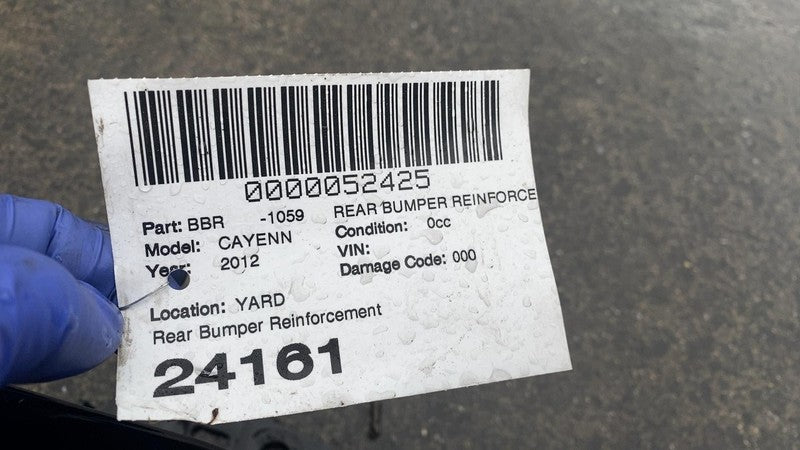 0000052425
Part: BBR -1059 REAR BUMPER REINFORCE
Model: CAYENN Condition: 0cc
Year: 2012 VIN:
Damage Code: 000
Location: YARD
Rear Bumper Reinforcement
24161